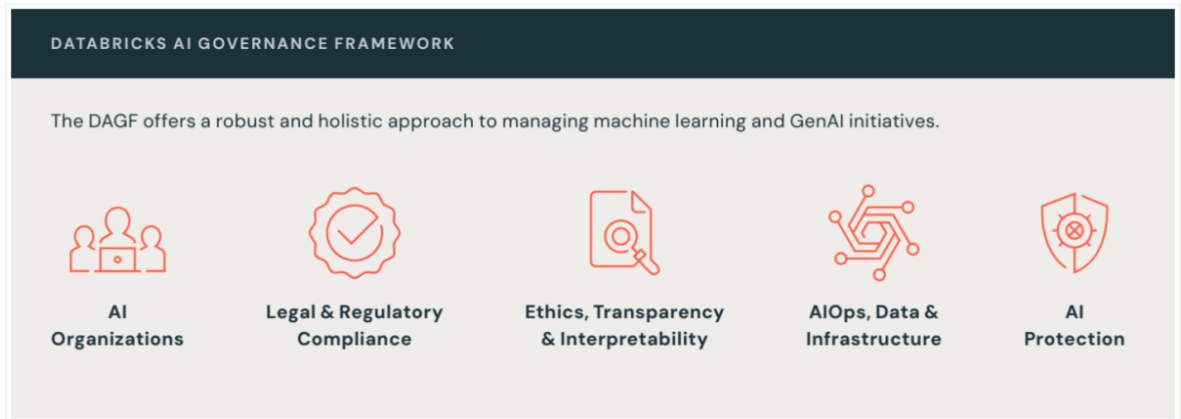 DATABRICKS AI GOVERNANCE FRAMEWORK
The DAGF offers a robust and holistic approach to managing machine learning and GenAI initiatives.
AI
Organizations
Legal & Regulatory
Compliance
Ethics, Transparency
& Interpretability
AIOps, Data &
Infrastructure
AI
Protection